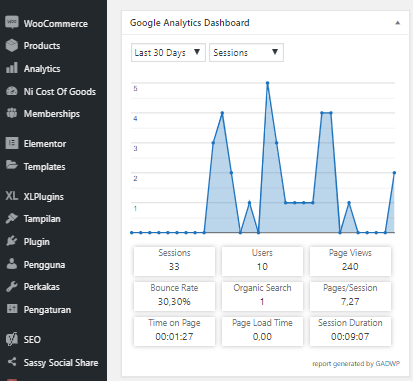 WooCommerce
Products
Analytics
Ni Cost Of Goods
Memberships
Elementor
Templates
XL XLPlugins
Tampilan
Plugin
Pengguna
Perkakas
Pengaturan
SEO
Sassy Social Share
Google Analytics Dashboard
Last 30 Days Sessions
5
4
3
2
1
Sessions Users Page Views
33 10 240
Bounce Rate Organic Search Pages/Session
30,30% 1 7,27
Time on Page Page Load Time Session Duration
00:01:27 0,00 00:09:07
report generated by GADWP